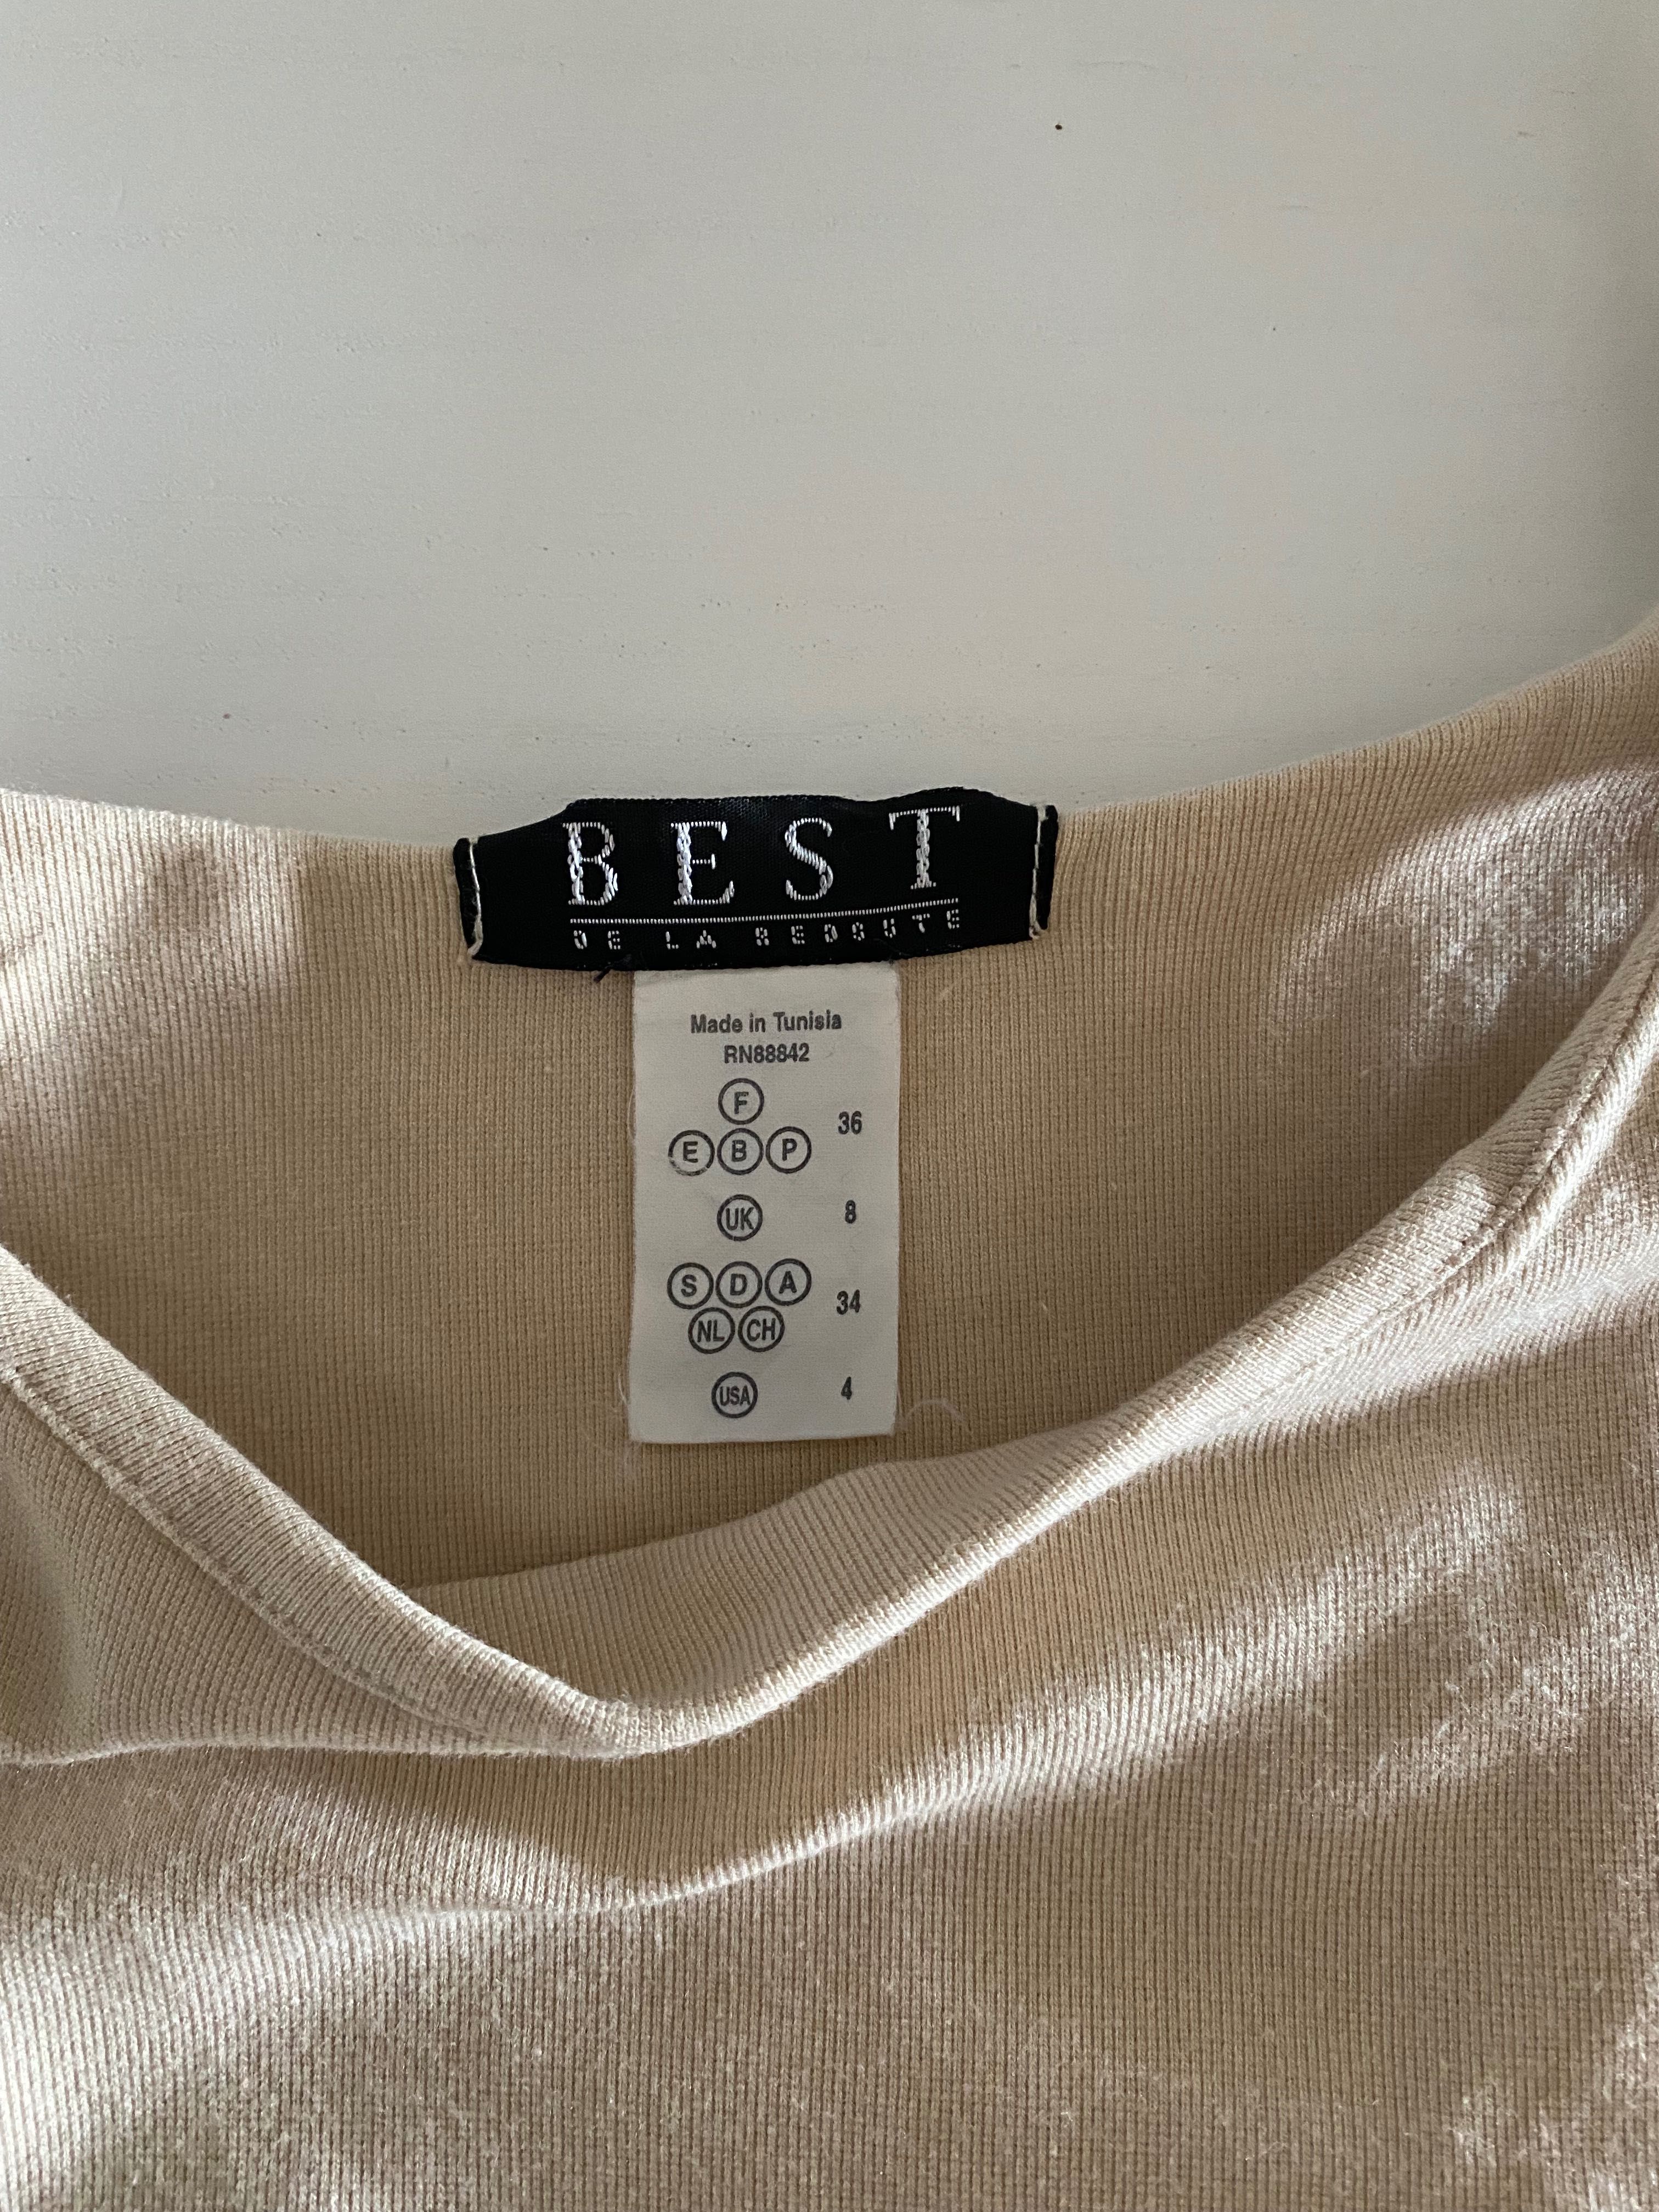 BEST
DE LA REDOUTE
Made in Tunisia
RN88842
F
36
E B P
UK 8
S D A
34
NL CH
USA 4